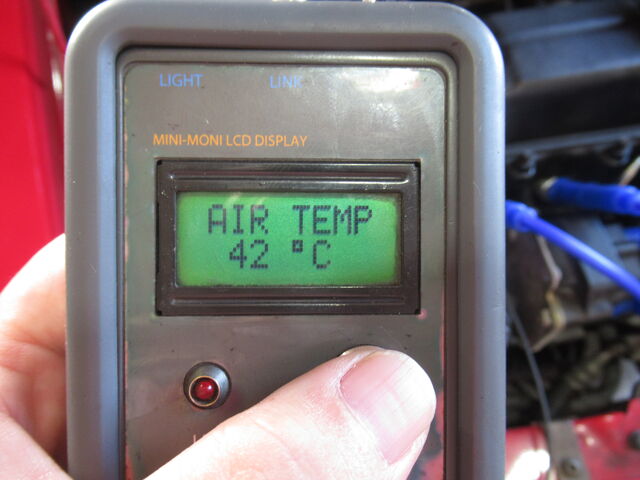 LIGHT LINK
MINI-MONI LCD DISPLAY
AIR TEMP
42 °C